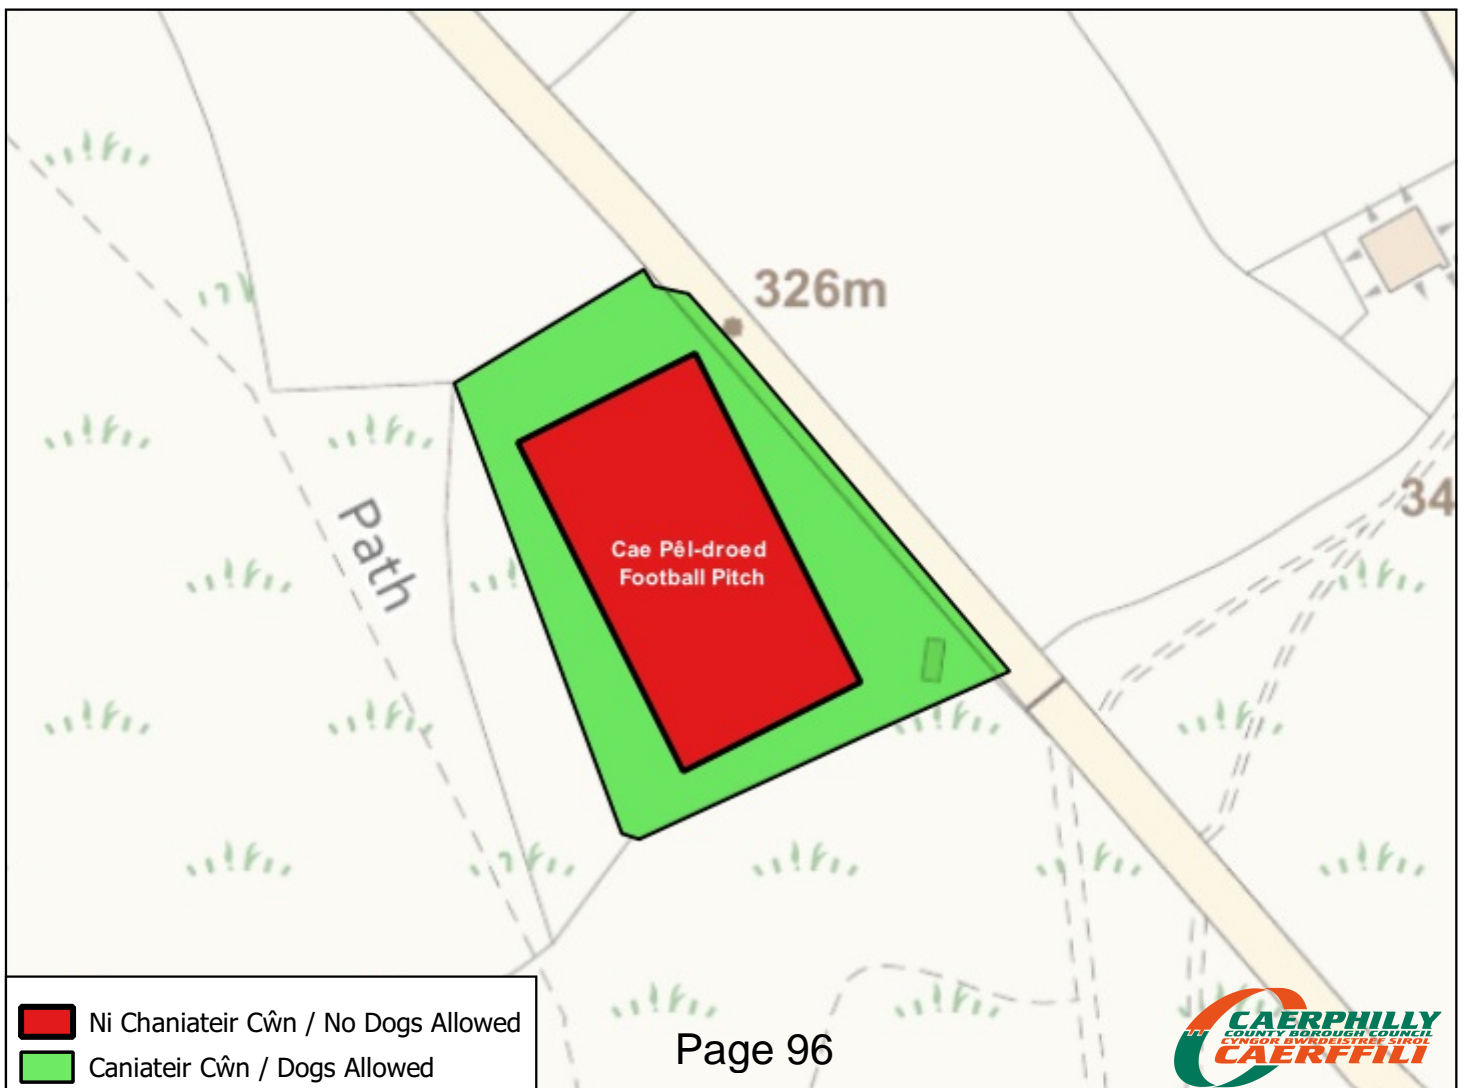 326m
34
Path
Cae Pêl-droed
Football Pitch
Ni Chaniateir Cŵn / No Dogs Allowed
Caniateir Cŵn / Dogs Allowed
Page 96
CAERPHILLY
COUNTY BOROUGH COUNCIL
CYNGOR BWRDEISTREF SIROL
CAERFFILI